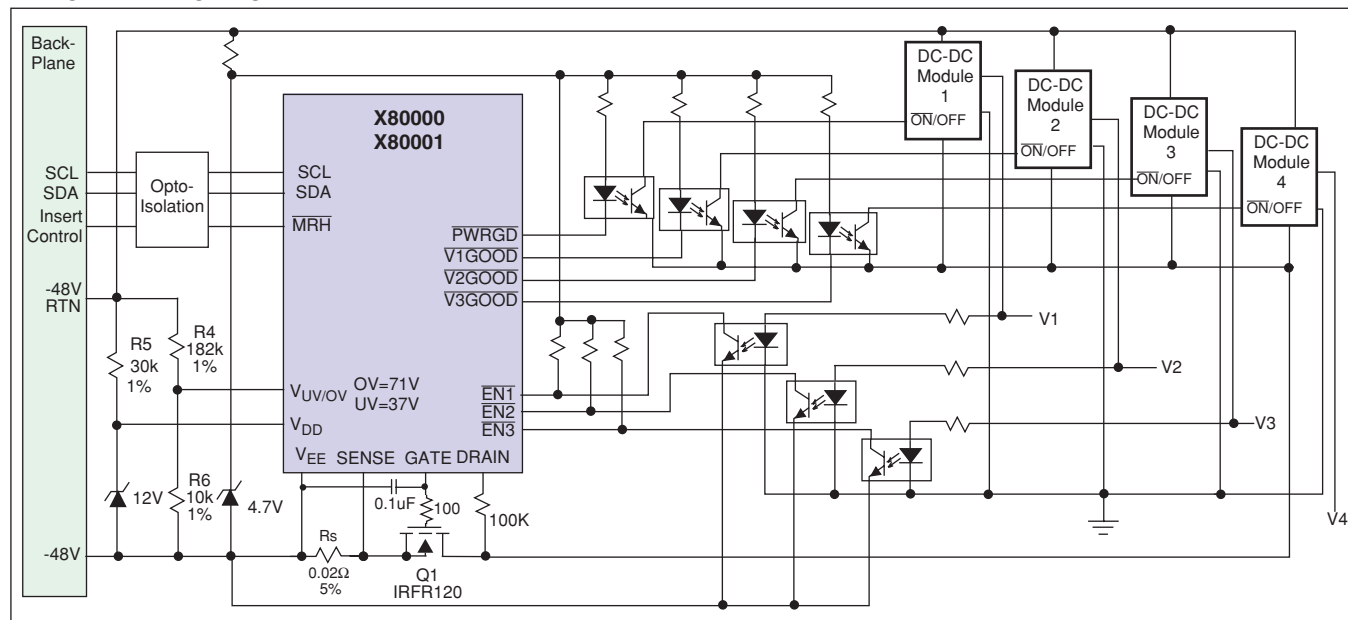 Back-
Plane
SCL
SDA
Insert
Control
-48V
RTN
-48V
Opto-
Isolation
X80000
X80001
SCL
SDA
MRH
PWRGD
V1GOOD
V2GOOD
V3GOOD
VUV/OV
OV=71V
UV=37V
VDD
EN1
EN2
EN3
VEE
SENSE
GATE
DRAIN
R5
30k
1%
R4
182k
1%
R6
10k
1%
12V
4.7V
0.1uF
100
100K
Rs
0.02Ω
5%
Q1
IRFR120
DC-DC
Module
1
ON/OFF
DC-DC
Module
2
ON/OFF
DC-DC
Module
3
ON/OFF
DC-DC
Module
4
ON/OFF
V1
V2
V3
V4